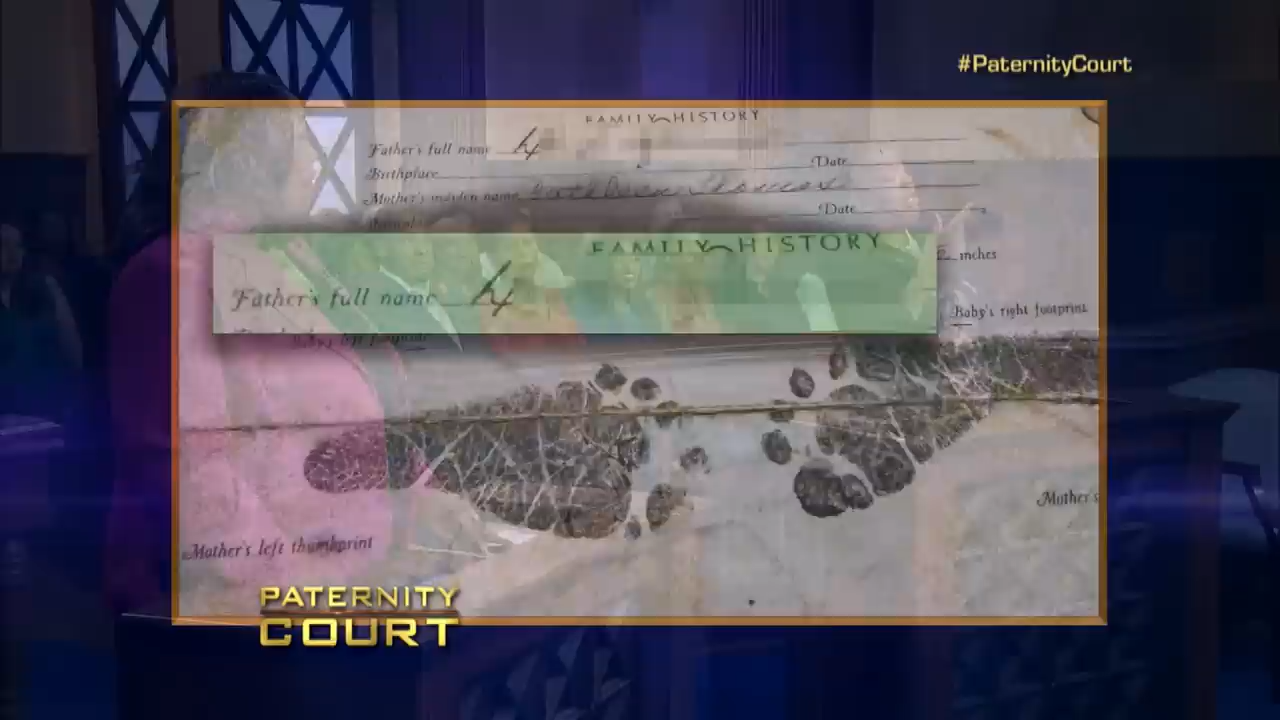 #PaternityCourt
FAMILY HISTORY
Father's full name
Birthplace
Date
Mother's maiden name
Date
FAMILY HISTORY
Father's full name
inches
Baby's right footprint
Mother's
Mother's left thumbprint
PATERNITY
COURT